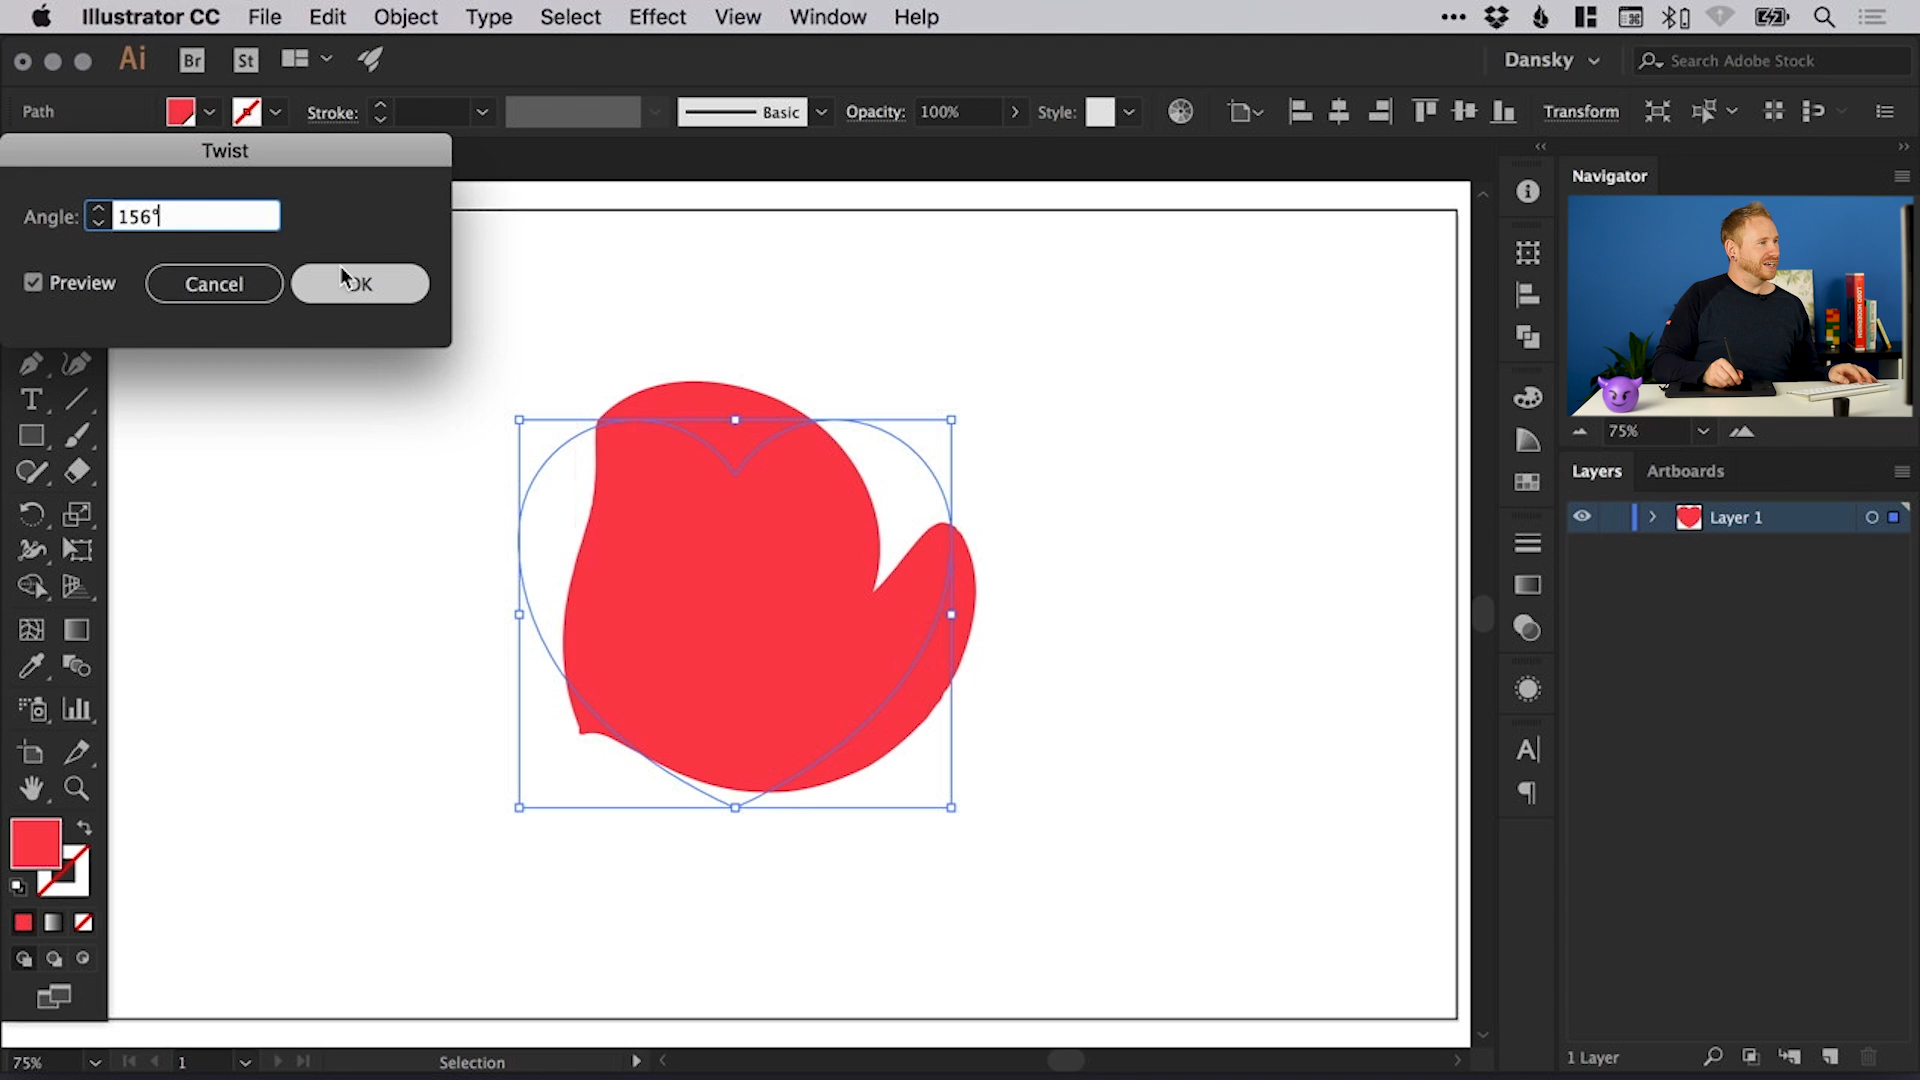 Illustrator CC File Edit Object Type Select Effect View Window Help
Ai Br St Dansky Search Adobe Stock
Path Stroke: Basic Opacity: 100% Style: Transform
Twist
Angle: 156°
Preview Cancel OK
Navigator
75%
Layers Artboards
Layer 1
1 Layer
75% 1 Selection